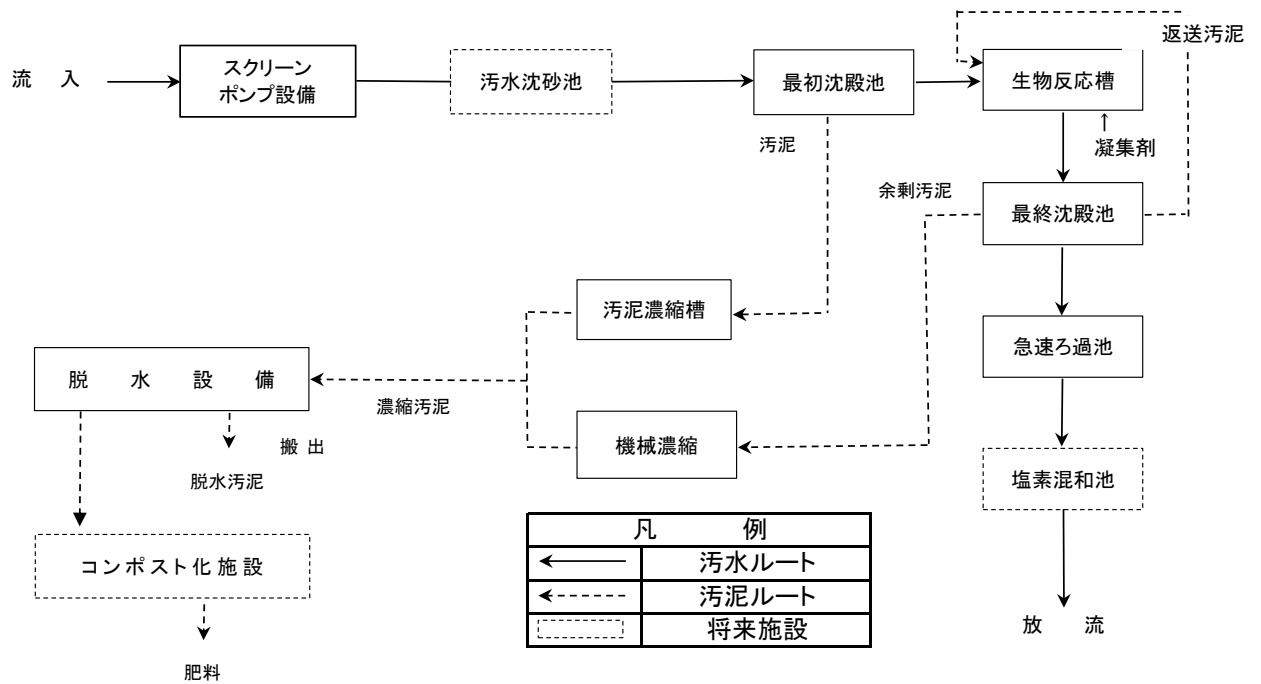 返送汚泥
流 入
スクリーン
ポンプ設備
汚水沈砂池
最初沈殿池
生物反応槽
汚泥
↑
凝集剤
余剰汚泥
最終沈殿池
汚泥濃縮槽
急速ろ過池
脱 水 設 備
濃縮汚泥
機械濃縮
搬 出
脱水汚泥
塩素混和池
コンポスト化施設
凡 例
汚水ルート
汚泥ルート
将来施設
放 流
肥料